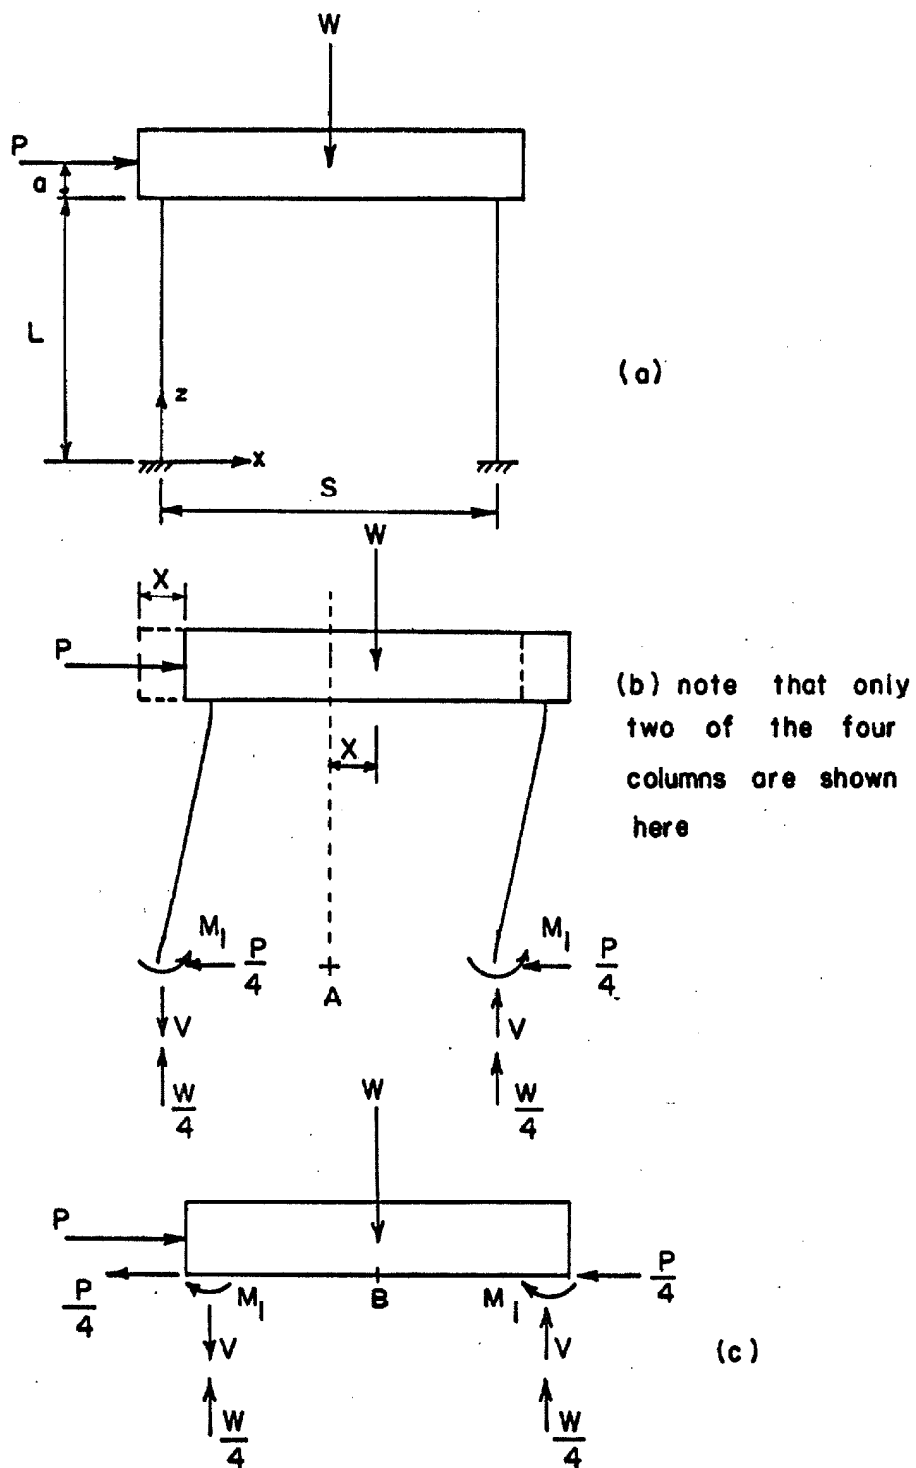 W
P
a
L
z
x
S
(a)
W
X
P
X
(b) note that only
two of the four
columns are shown
here
M1
P/4
A
M1
P/4
V
W/4
V
W/4
W
P
P/4
M1
B
M1
P/4
V
W/4
V
W/4
(c)